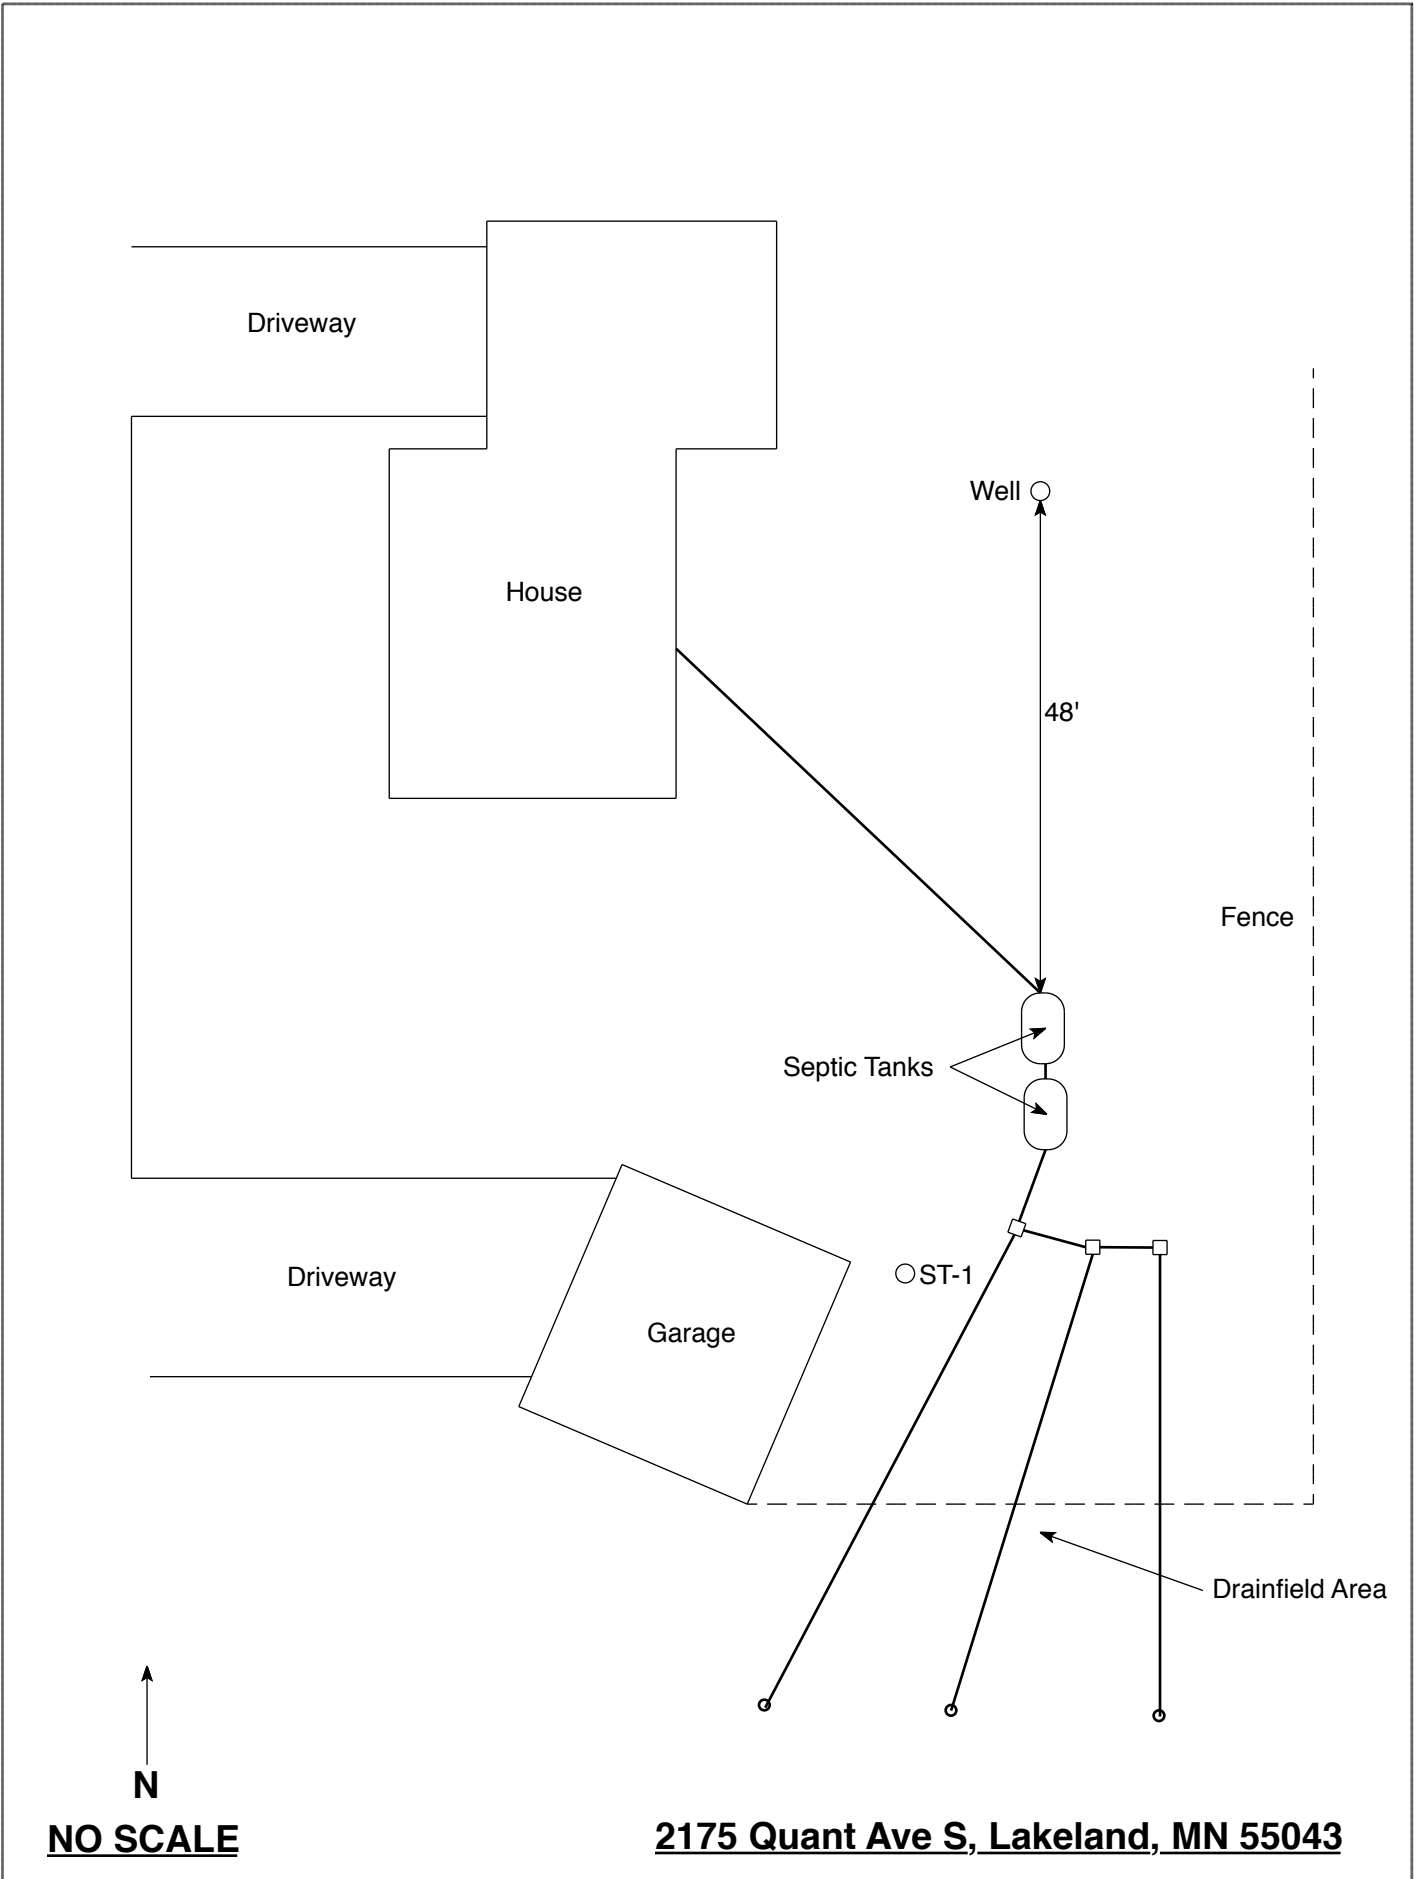 Driveway
Well
House
48'
Fence
Septic Tanks
ST-1
Driveway
Garage
Drainfield Area
N
NO SCALE
2175 Quant Ave S, Lakeland, MN 55043